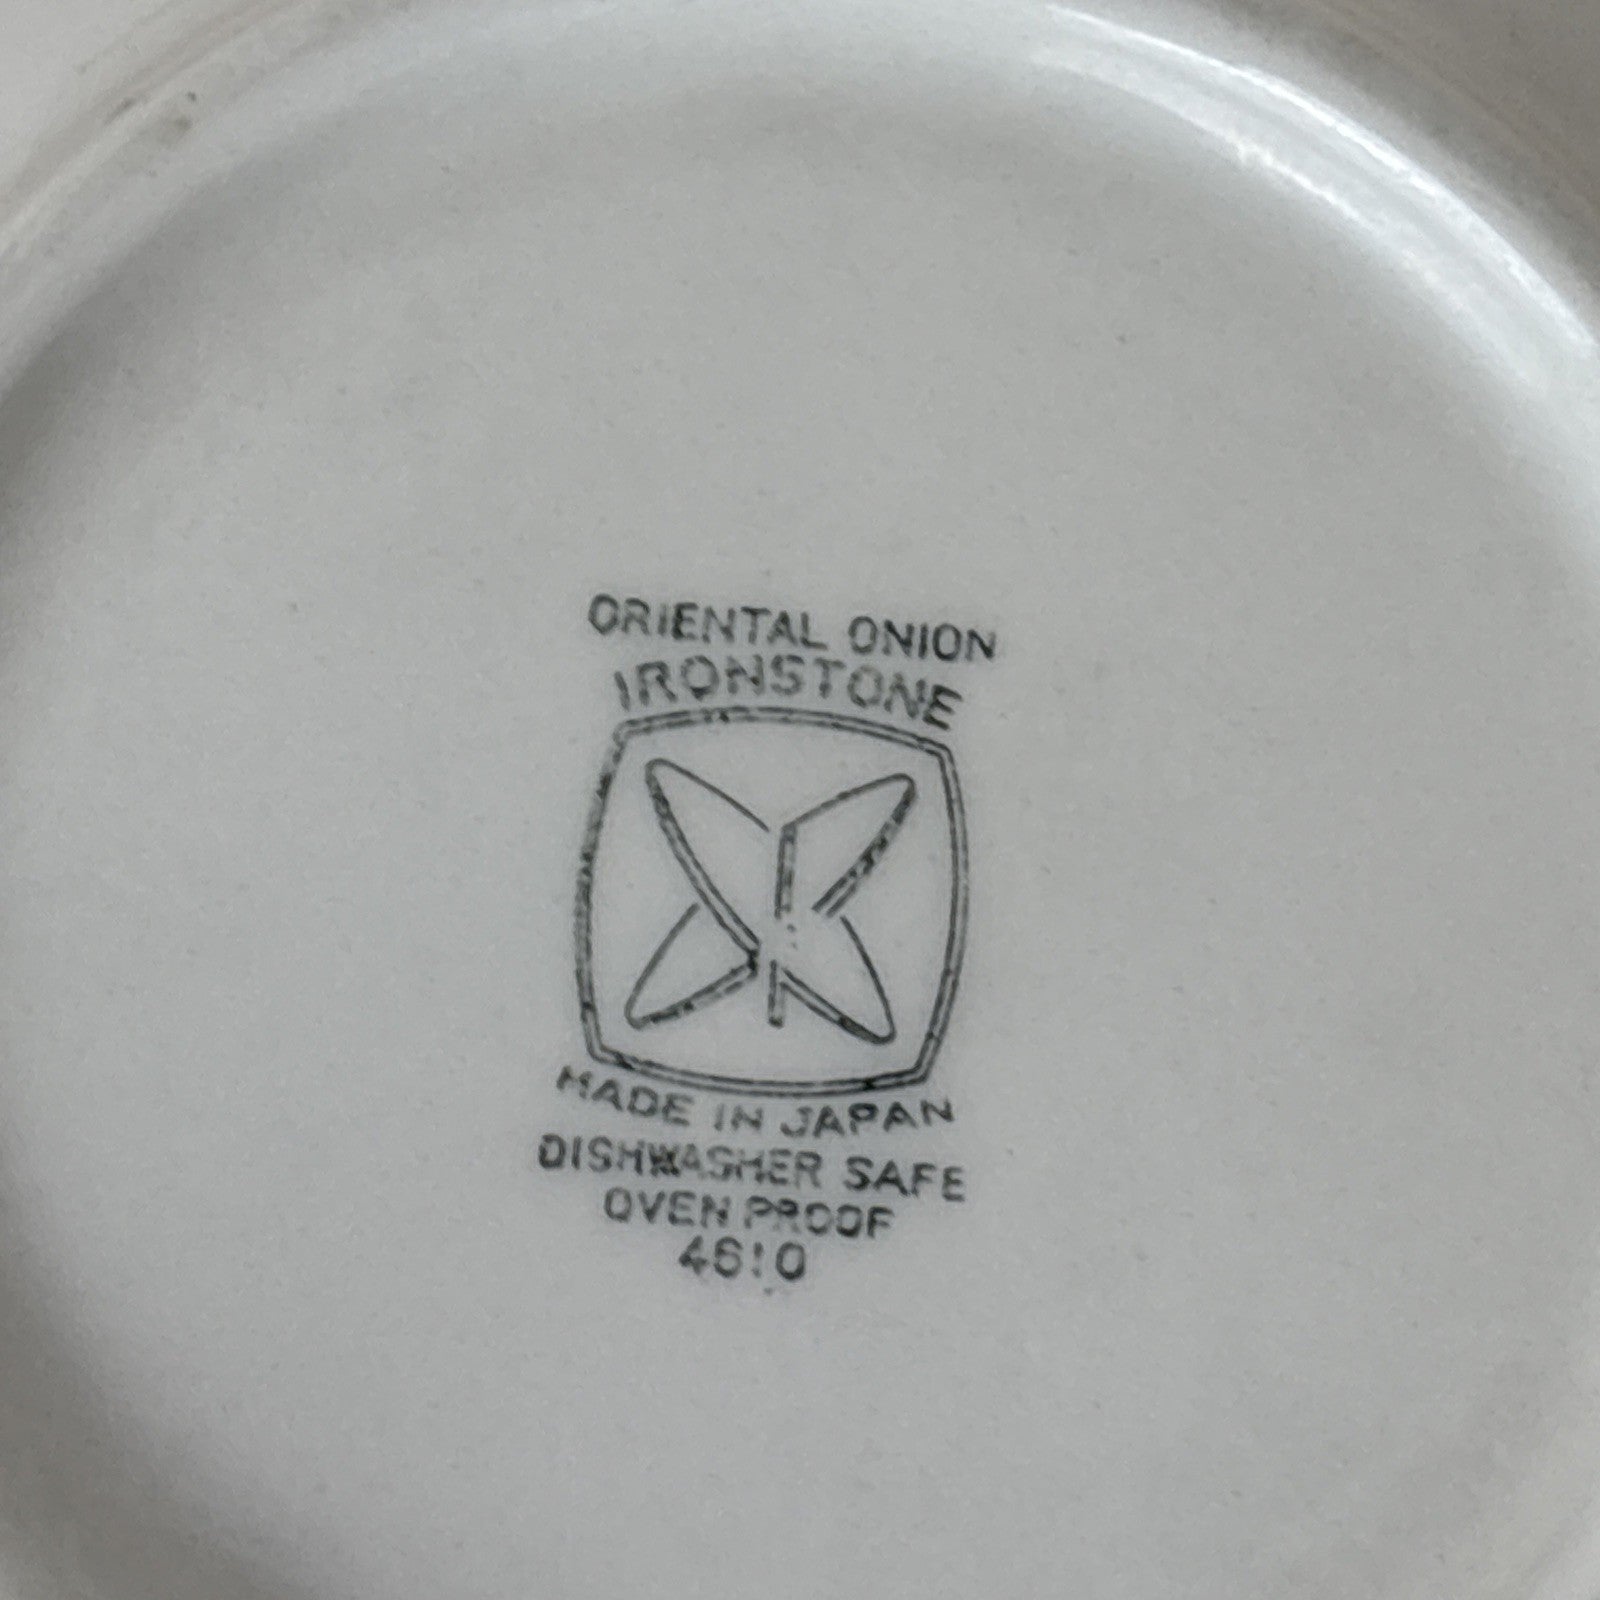 ORIENTAL ONION
IRONSTONE
MADE IN JAPAN
DISHWASHER SAFE
OVEN PROOF
4610